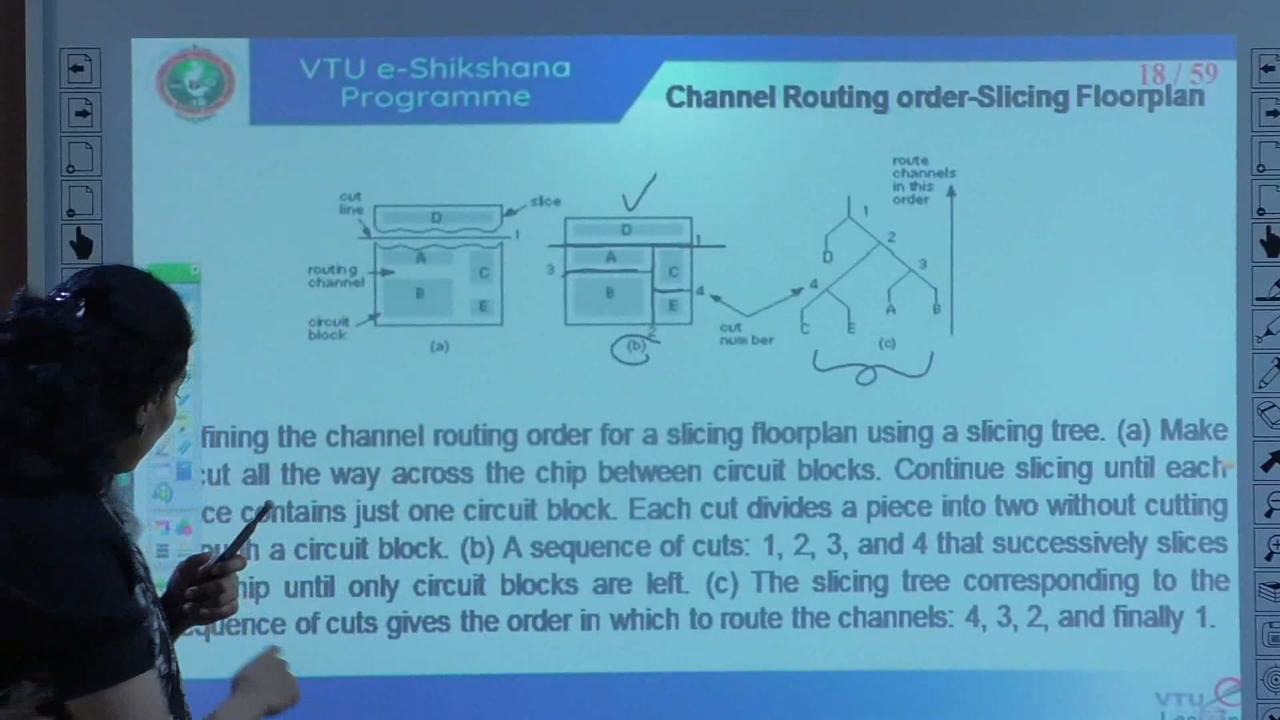 VTU e-Shikshana
Programme
18 / 59
Channel Routing order-Slicing Floorplan
cut
line
D
slice
1
routing
channel
A
C
B
E
circuit
block
(a)
D
1
A
3
C
B
4
E
2
(b)
cut
number
route
channels
in this
order
1
2
D
3
4
A
B
C
E
(c)
fining the channel routing order for a slicing floorplan using a slicing tree. (a) Make
cut all the way across the chip between circuit blocks. Continue slicing until each
ce contains just one circuit block. Each cut divides a piece into two without cutting
a circuit block. (b) A sequence of cuts: 1, 2, 3, and 4 that successively slices
hip until only circuit blocks are left. (c) The slicing tree corresponding to the
quence of cuts gives the order in which to route the channels: 4, 3, 2, and finally 1.
VTU e